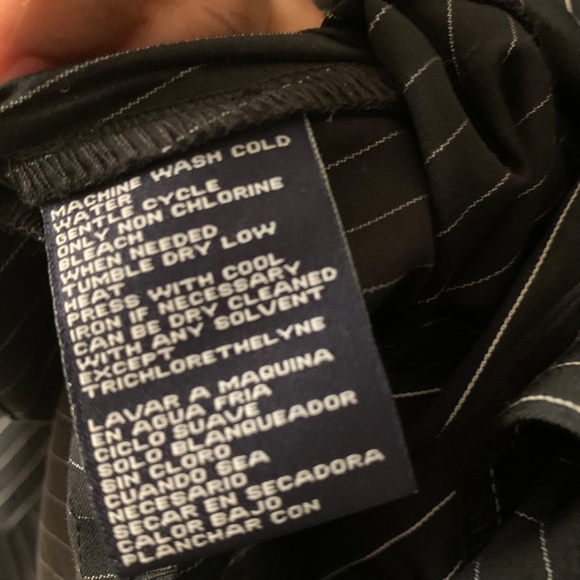 MACHINE WASH COLD
WATER
GENTLE CYCLE
ONLY NON CHLORINE
BLEACH
WHEN NEEDED
TUMBLE DRY LOW
HEAT
PRESS WITH COOL
IRON IF NECESSARY
CAN BE DRY CLEANED
WITH ANY SOLVENT
EXCEPT
TRICHLORETHELYNE
LAVAR A MAQUINA
EN AGUA FRIA
CICLO SUAVE
SOLO BLANQUEADOR
SIN CLORO
CUANDO SEA
NECESARIO
SECAR EN SECADORA
CALOR BAJO
PLANCHAR CON